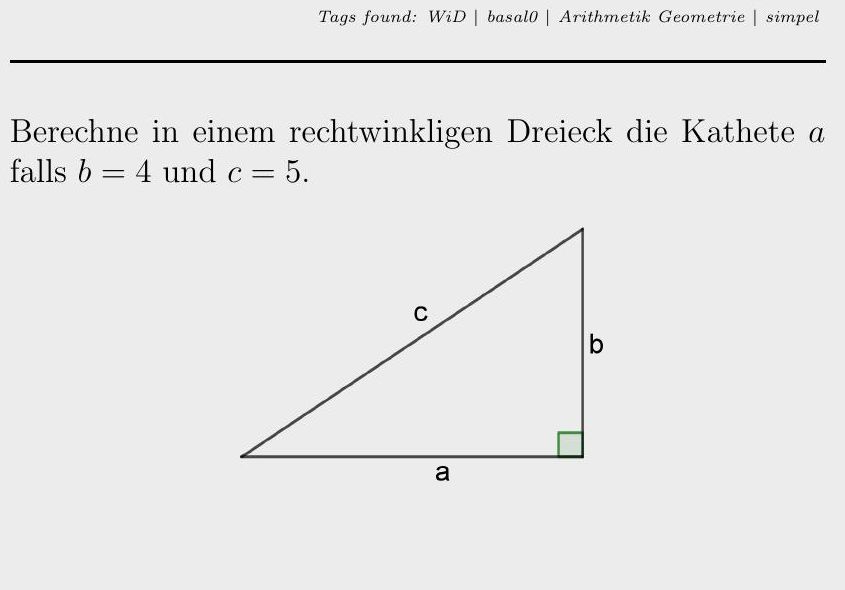 Tags found: WiD | basal0 | Arithmetik Geometrie | simpel
Berechne in einem rechtwinkligen Dreieck die Kathete a
falls b = 4 und c = 5.
c
b
a